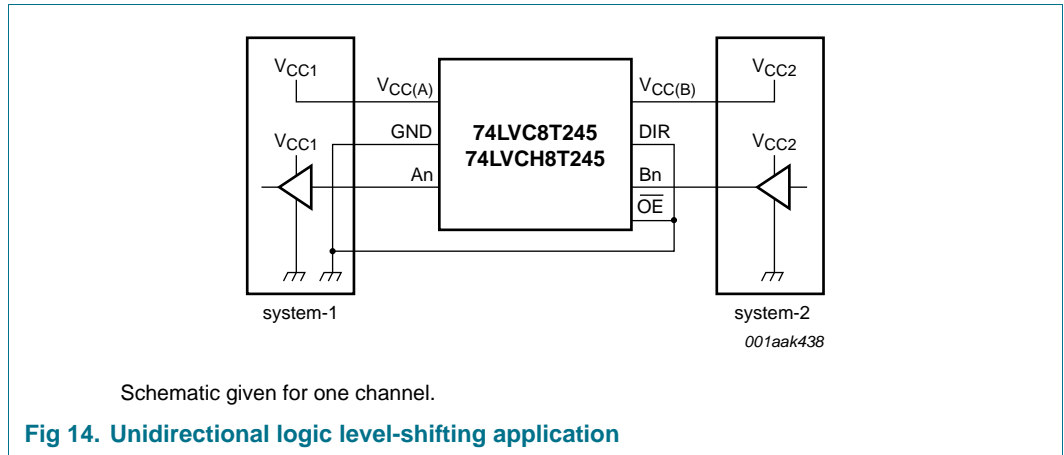 VCC1
VCC(A)
VCC(B)
VCC2
GND
74LVC8T245
DIR
VCC1
74LVCH8T245
VCC2
An
Bn
OE
system-1
system-2
001aak438
Schematic given for one channel.
Fig 14. Unidirectional logic level-shifting application